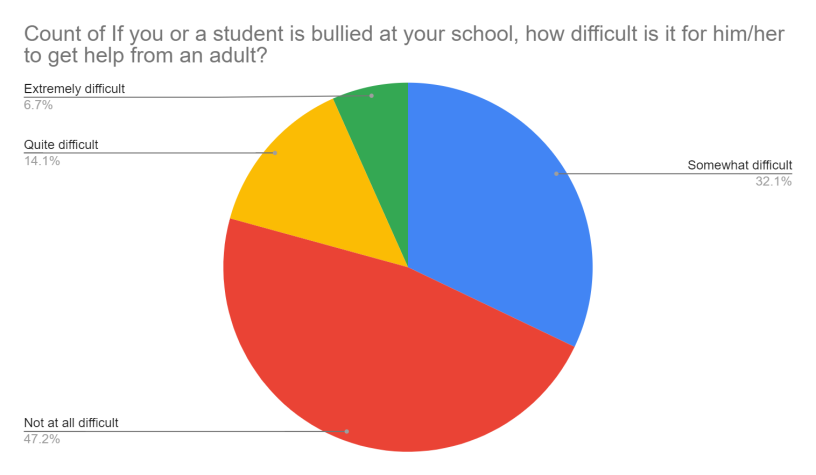 Count of If you or a student is bullied at your school, how difficult is it for him/her
to get help from an adult?
Extremely difficult
6.7%
Quite difficult
14.1%
Somewhat difficult
32.1%
Not at all difficult
47.2%